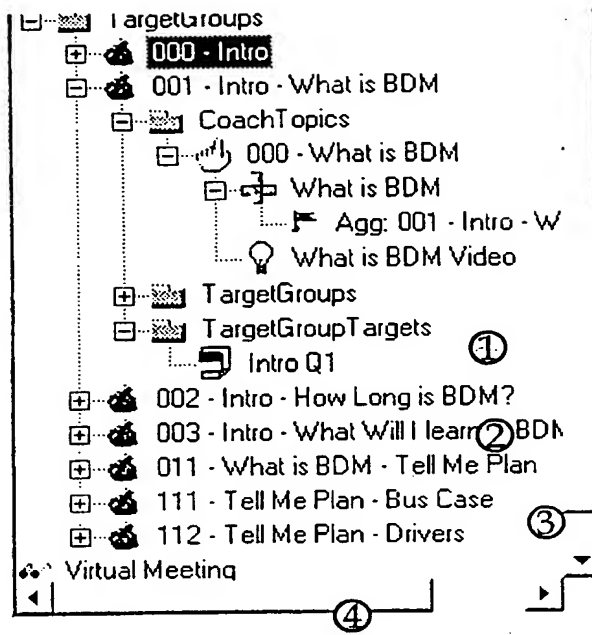 TargetGroups
000 - Intro
001 - Intro - What is BDM
CoachTopics
000 - What is BDM
What is BDM
Agg: 001 - Intro - W
What is BDM Video
TargetGroups
TargetGroupTargets
1
Intro Q1
002 - Intro - How Long is BDM?
003 - Intro - What Will I learn 2 BDM
011 - What is BDM - Tell Me Plan
111 - Tell Me Plan - Bus Case
3
112 - Tell Me Plan - Drivers
Virtual Meeting
4